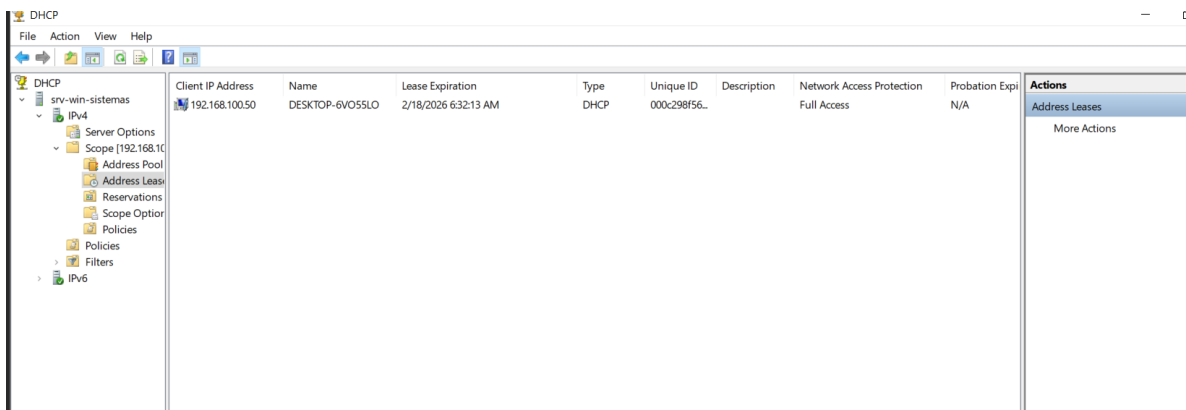 DHCP
File Action View Help
DHCP
srv-win-sistemas
IPv4
Server Options
Scope [192.168.10
Address Pool
Address Leas
Reservations
Scope Option
Policies
Policies
Filters
IPv6
Client IP Address Name Lease Expiration Type Unique ID Description Network Access Protection Probation Expi
192.168.100.50 DESKTOP-6VO55LO 2/18/2026 6:32:13 AM DHCP 000c298f56... Full Access N/A
Actions
Address Leases
More Actions